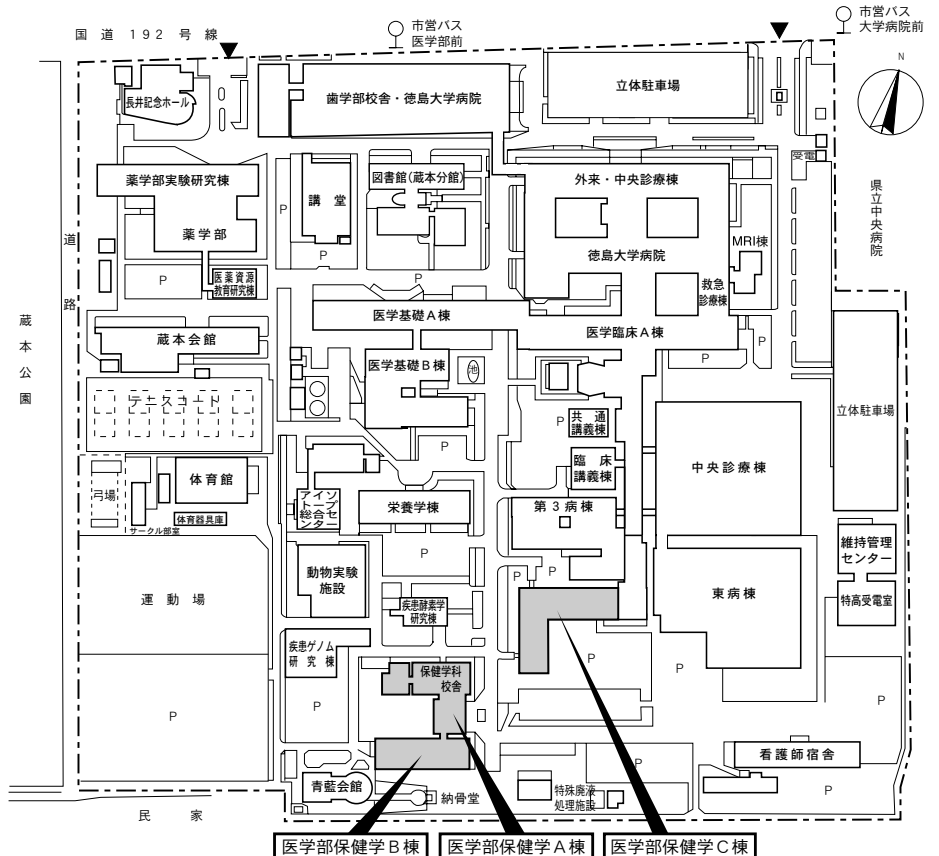 国道192号線
市営バス
医学部前
市営バス
大学病院前
N
長井記念ホール
歯学部校舎・徳島大学病院
立体駐車場
受電
県立中央病院
薬学部実験研究棟
薬学部
P
医薬資源
教育研究棟
P
講堂
P
図書館(蔵本分館)
P
外来・中央診療棟
徳島大学病院
MRI棟
救急
診療棟
道路
蔵本公園
医学基礎A棟
医学臨床A棟
P
P
蔵本会館
医学基礎B棟
池
テニスコート
P
P
共通
講義棟
臨床
講義棟
中央診療棟
立体駐車場
弓場
体育館
サークル部室
体育器具庫
アイソ
トープ
総合セ
ンター
栄養学棟
第3病棟
維持管理
センター
特高受電室
運動場
動物実験
施設
P
P
P
東病棟
疾患酵素学
研究棟
疾患ゲノム
研究棟
保健学科
校舎
P
P
P
P
P
看護師宿舎
P
P
青藍会館
納骨堂
特殊廃液
処理施設
民家
医学部保健学B棟
医学部保健学A棟
医学部保健学C棟